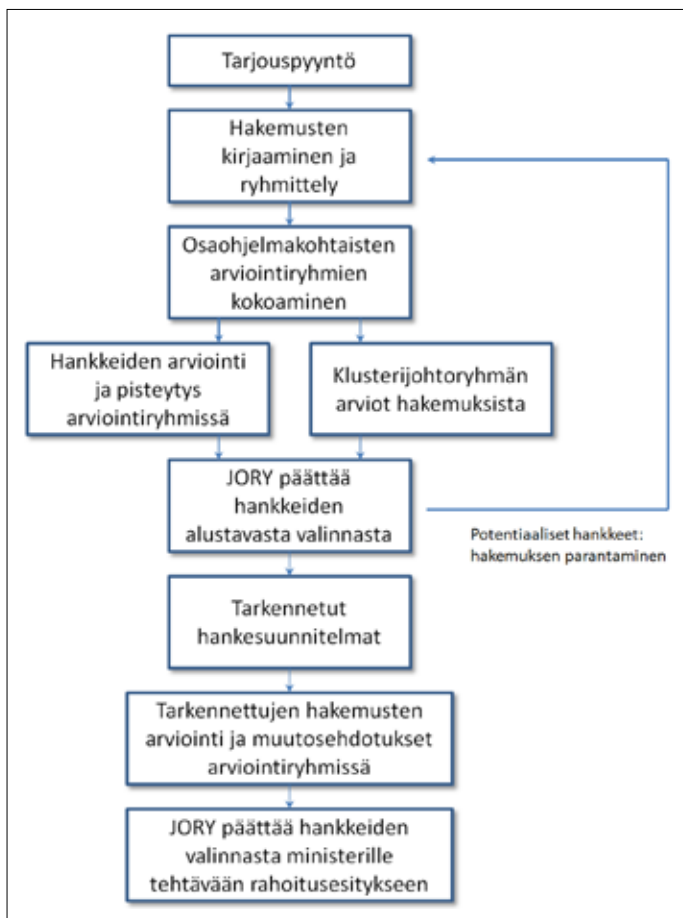 Tarjouspyyntö
Hakemusten
kirjaaminen ja
ryhmittely
Osaohjelmakohtaisten
arviointiryhmien
kokoaminen
Hankkeiden arviointi
ja pisteytys
arviointiryhmissä
Klusterijohtoryhmän
arviot hakemuksista
JORY päättää
hankkeiden
alustavasta valinnasta
Potentiaaliset hankkeet:
hakemuksen parantaminen
Tarkennetut
hankesuunnitelmat
Tarkennettujen hakemusten
arviointi ja muutosehdotukset
arviointiryhmissä
JORY päättää hankkeiden
valinnasta ministerille
tehtävään rahoitusesitykseen